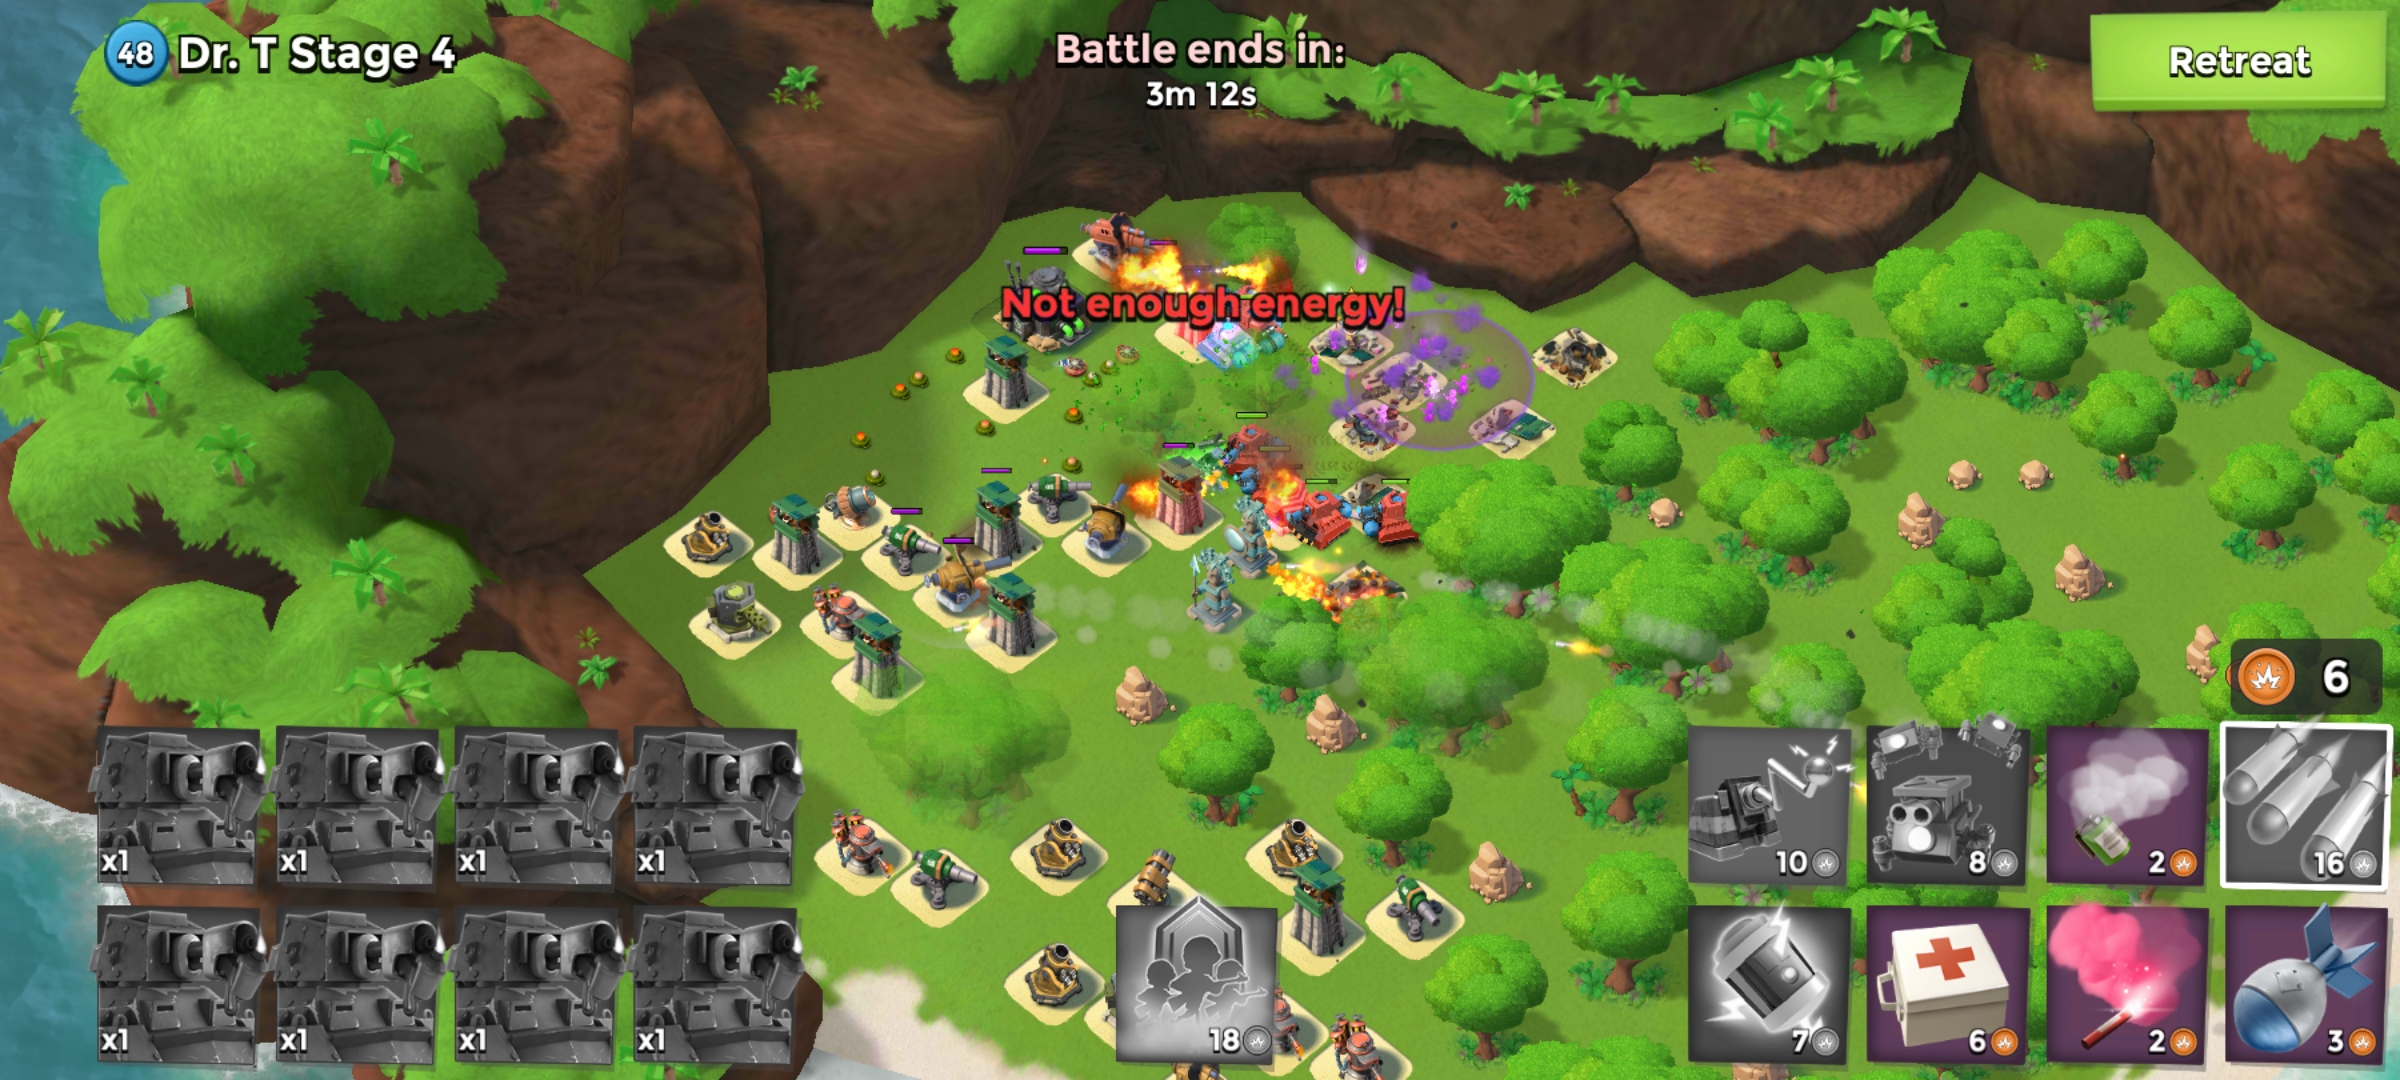 48 Dr. T Stage 4
Battle ends in:
3m 12s
Retreat
Not enough energy!
6
x1 x1 x1 x1
10 8 2 16
x1 x1 x1 x1
18
7 6 2 3